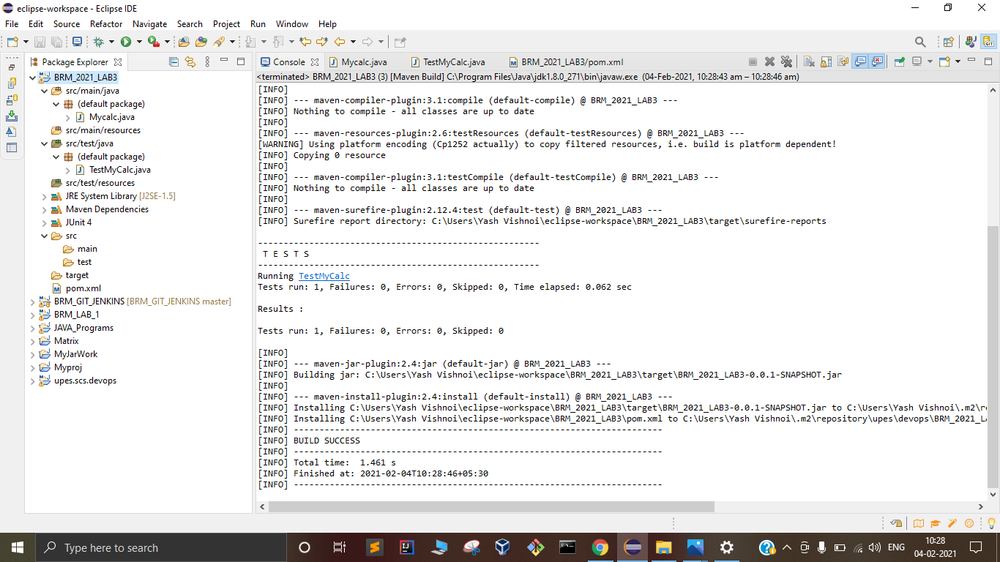 eclipse-workspace - Eclipse IDE
File Edit Source Refactor Navigate Search Project Run Window Help
Package Explorer
BRM_2021_LAB3
src/main/java
(default package)
Mycalc.java
src/main/resources
src/test/java
(default package)
TestMyCalc.java
src/test/resources
JRE System Library [J2SE-1.5]
Maven Dependencies
JUnit 4
src
main
test
target
pom.xml
BRM_GIT_JENKINS [BRM_GIT_JENKINS master]
BRM_LAB_1
JAVA_Programs
Matrix
MyJarWork
Myproj
upes.scs.devops
Console Mycalc.java TestMyCalc.java BRM_2021_LAB3/pom.xml
<terminated> BRM_2021_LAB3 (3) [Maven Build] C:\Program Files\Java\jdk1.8.0_271\bin\javaw.exe (04-Feb-2021, 10:28:43 am – 10:28:46 am)
[INFO]
[INFO] --- maven-compiler-plugin:3.1:compile (default-compile) @ BRM_2021_LAB3 ---
[INFO] Nothing to compile - all classes are up to date
[INFO]
[INFO] --- maven-resources-plugin:2.6:testResources (default-testResources) @ BRM_2021_LAB3 ---
[WARNING] Using platform encoding (Cp1252 actually) to copy filtered resources, i.e. build is platform dependent!
[INFO] Copying 0 resource
[INFO]
[INFO] --- maven-compiler-plugin:3.1:testCompile (default-testCompile) @ BRM_2021_LAB3 ---
[INFO] Nothing to compile - all classes are up to date
[INFO]
[INFO] --- maven-surefire-plugin:2.12.4:test (default-test) @ BRM_2021_LAB3 ---
[INFO] Surefire report directory: C:\Users\Yash Vishnoi\eclipse-workspace\BRM_2021_LAB3\target\surefire-reports
-------------------------------------------------------
T E S T S
-------------------------------------------------------
Running TestMyCalc
Tests run: 1, Failures: 0, Errors: 0, Skipped: 0, Time elapsed: 0.062 sec
Results :
Tests run: 1, Failures: 0, Errors: 0, Skipped: 0
[INFO]
[INFO] --- maven-jar-plugin:2.4:jar (default-jar) @ BRM_2021_LAB3 ---
[INFO] Building jar: C:\Users\Yash Vishnoi\eclipse-workspace\BRM_2021_LAB3\target\BRM_2021_LAB3-0.0.1-SNAPSHOT.jar
[INFO]
[INFO] --- maven-install-plugin:2.4:install (default-install) @ BRM_2021_LAB3 ---
[INFO] Installing C:\Users\Yash Vishnoi\eclipse-workspace\BRM_2021_LAB3\target\BRM_2021_LAB3-0.0.1-SNAPSHOT.jar to C:\Users\Yash Vishnoi\.m2\re
[INFO] Installing C:\Users\Yash Vishnoi\eclipse-workspace\BRM_2021_LAB3\pom.xml to C:\Users\Yash Vishnoi\.m2\repository\upes\devops\BRM_2021_LA
[INFO] ------------------------------------------------------------------------
[INFO] BUILD SUCCESS
[INFO] ------------------------------------------------------------------------
[INFO] Total time:  1.461 s
[INFO] Finished at: 2021-02-04T10:28:46+05:30
[INFO] ------------------------------------------------------------------------
Type here to search
ENG
10:28
04-02-2021